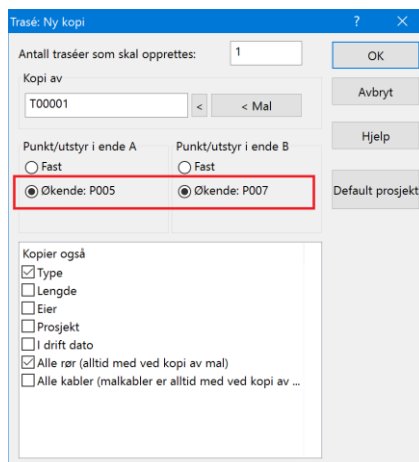 Trasé: Ny kopi ? ×
Antall traséer som skal opprettes: 1
OK
Kopi av
Avbryt
T00001 < < Mal
Hjelp
Punkt/utstyr i ende A Punkt/utstyr i ende B
Fast Fast
Økende: P005 Økende: P007
Default prosjekt
Kopier også
Type
Lengde
Eier
Prosjekt
I drift dato
Alle rør (alltid med ved kopi av mal)
Alle kabler (malkabler er alltid med ved kopi av ...